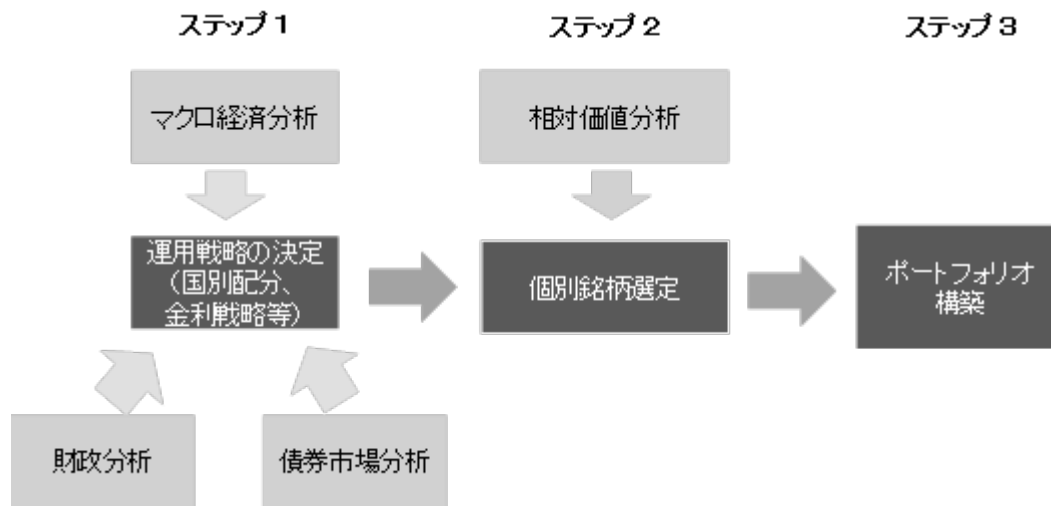 ステップ1
ステップ2
ステップ3
マクロ経済分析
相対価値分析
運用戦略の決定
（国別配分、
金利戦略等）
個別銘柄選定
ポートフォリオ
構築
財政分析
債券市場分析